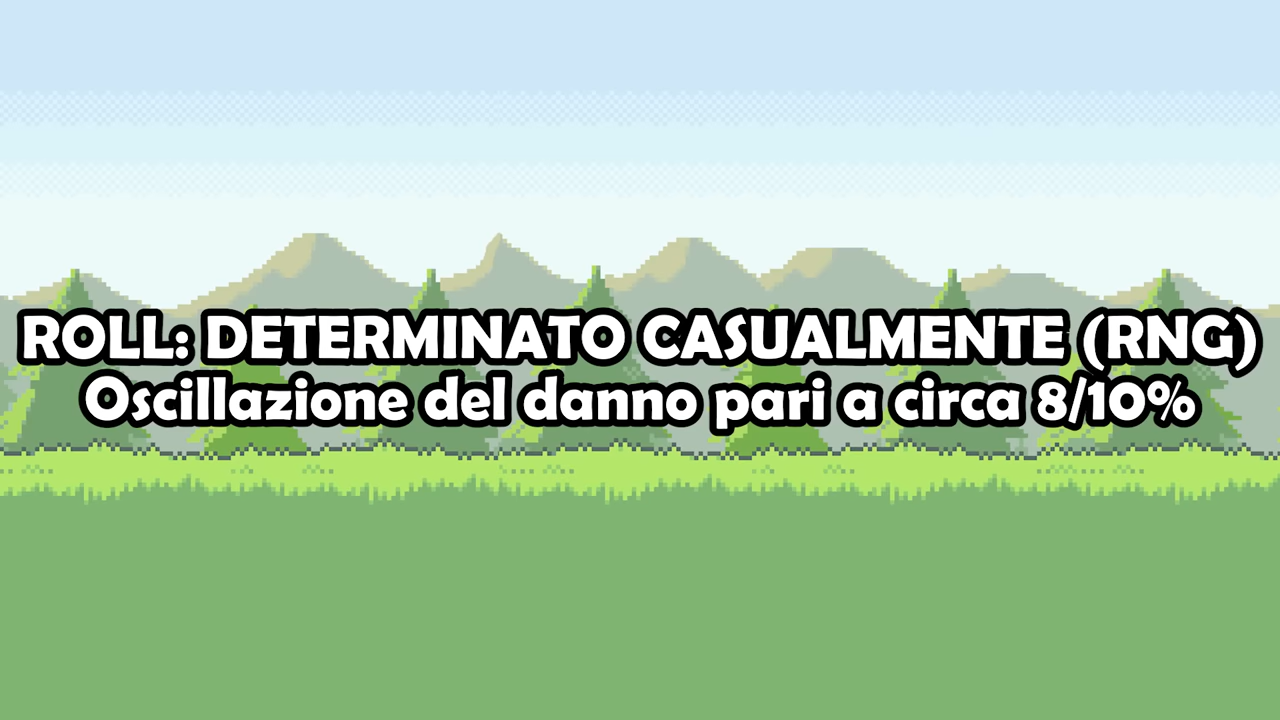 ROLL: DETERMINATO CASUALMENTE (RNG)
Oscillazione del danno pari a circa 8/10%